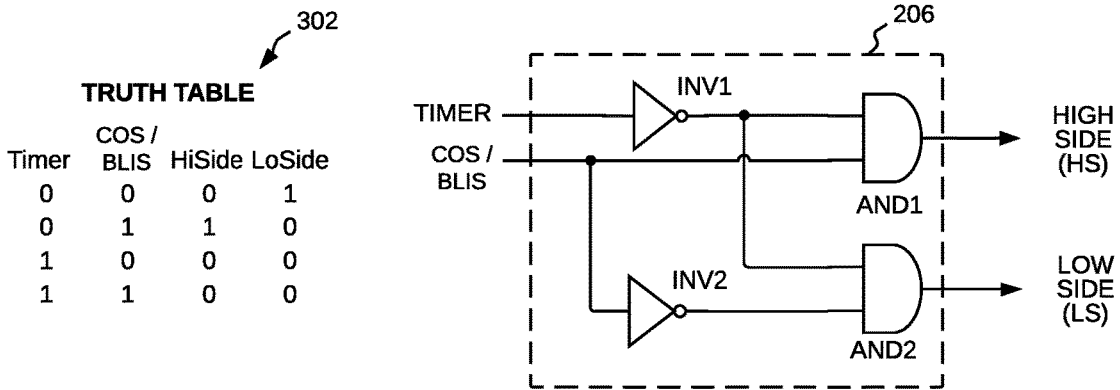 302
TRUTH TABLE
COS /
Timer BLIS HiSide LoSide
0 0 0 1
0 1 1 0
1 0 0 0
1 1 0 0
206
TIMER
COS /
BLIS
INV1
AND1
HIGH
SIDE
(HS)
INV2
AND2
LOW
SIDE
(LS)